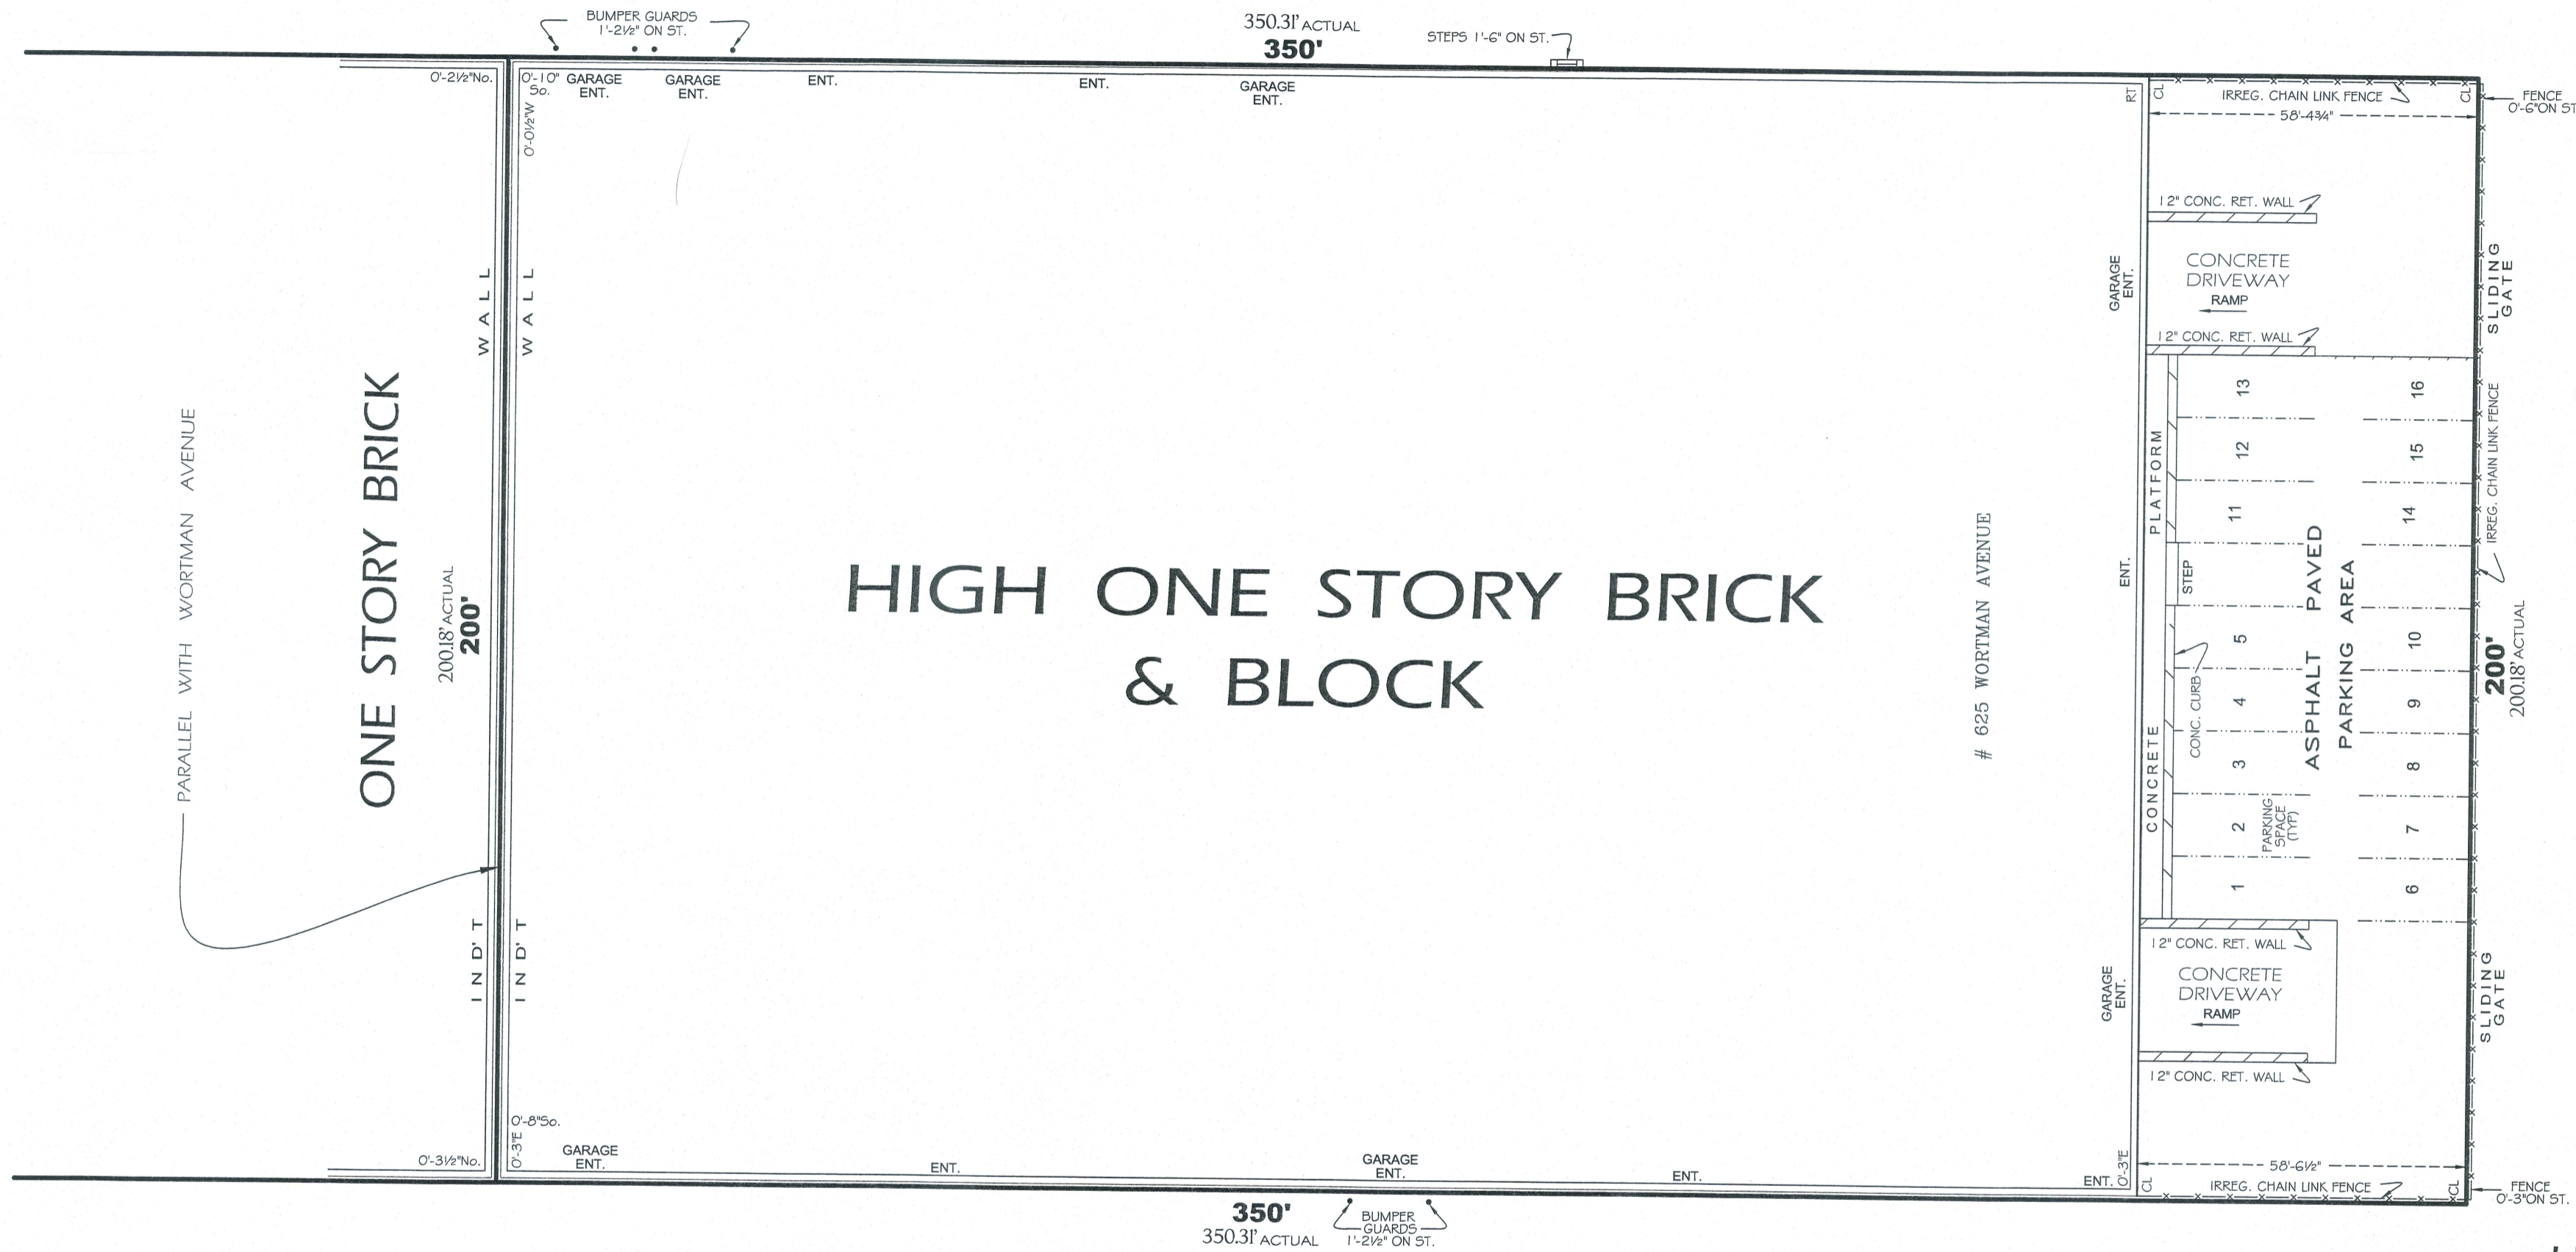 BUMPER GUARDS
1'-2½" ON ST.
350.31' ACTUAL
350'
STEPS 1'-6" ON ST.
0'-2½"No.
0'-10"
So.
0'-0½"W
GARAGE
ENT.
GARAGE
ENT.
ENT.
ENT.
GARAGE
ENT.
RT
CL
IRREG. CHAIN LINK FENCE
CL
58'-4¾"
FENCE
0'-6"ON ST
12" CONC. RET. WALL
CONCRETE
DRIVEWAY
RAMP
GARAGE
ENT.
SLIDING
GATE
12" CONC. RET. WALL
WALL
WALL
PARALLEL WITH WORTMAN AVENUE
ONE STORY BRICK
200.18' ACTUAL
200'
IND'T
IND'T
HIGH ONE STORY BRICK
& BLOCK
# 625 WORTMAN AVENUE
ENT.
CONCRETE PLATFORM
STEP
CONC. CURB
13
12
11
5
4
3
2
1
PARKING
SPACE
(TYP)
ASPHALT PAVED
PARKING AREA
16
15
14
10
9
8
7
6
IRREG. CHAIN LINK FENCE
200'
200.18' ACTUAL
12" CONC. RET. WALL
CONCRETE
DRIVEWAY
RAMP
GARAGE
ENT.
SLIDING
GATE
12" CONC. RET. WALL
0'-8"So.
0'-3"E
0'-3½"No.
GARAGE
ENT.
ENT.
GARAGE
ENT.
ENT.
ENT.
0'-3"E
CL
58'-6½"
IRREG. CHAIN LINK FENCE
CL
FENCE
0'-3"ON ST.
350'
350.31' ACTUAL
BUMPER
GUARDS
1'-2½" ON ST.